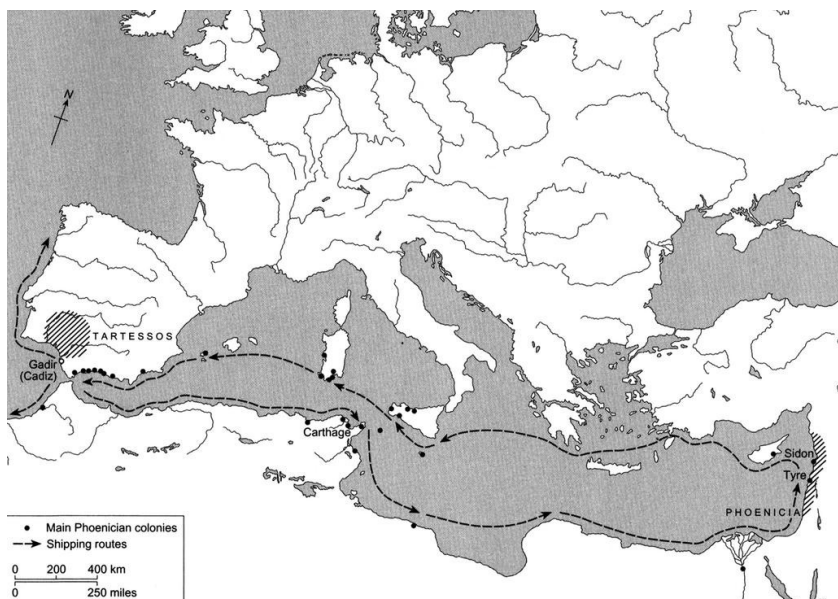 N
TARTESSOS
Gadir
(Cadiz)
Carthage
Sidon
Tyre
PHOENICIA
Main Phoenician colonies
Shipping routes
0 200 400 km
0 250 miles